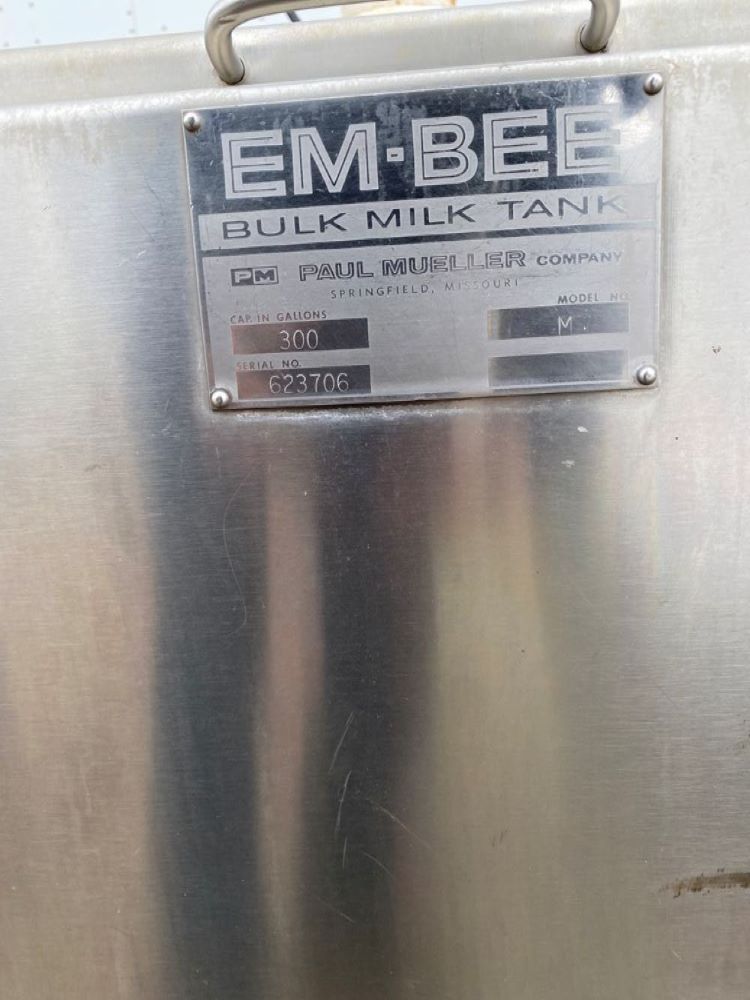 EM-BEE
BULK MILK TANK
PM PAUL MUELLER COMPANY
SPRINGFIELD, MISSOURI
CAP. IN GALLONS
300
MODEL NO.
M
SERIAL NO.
623706